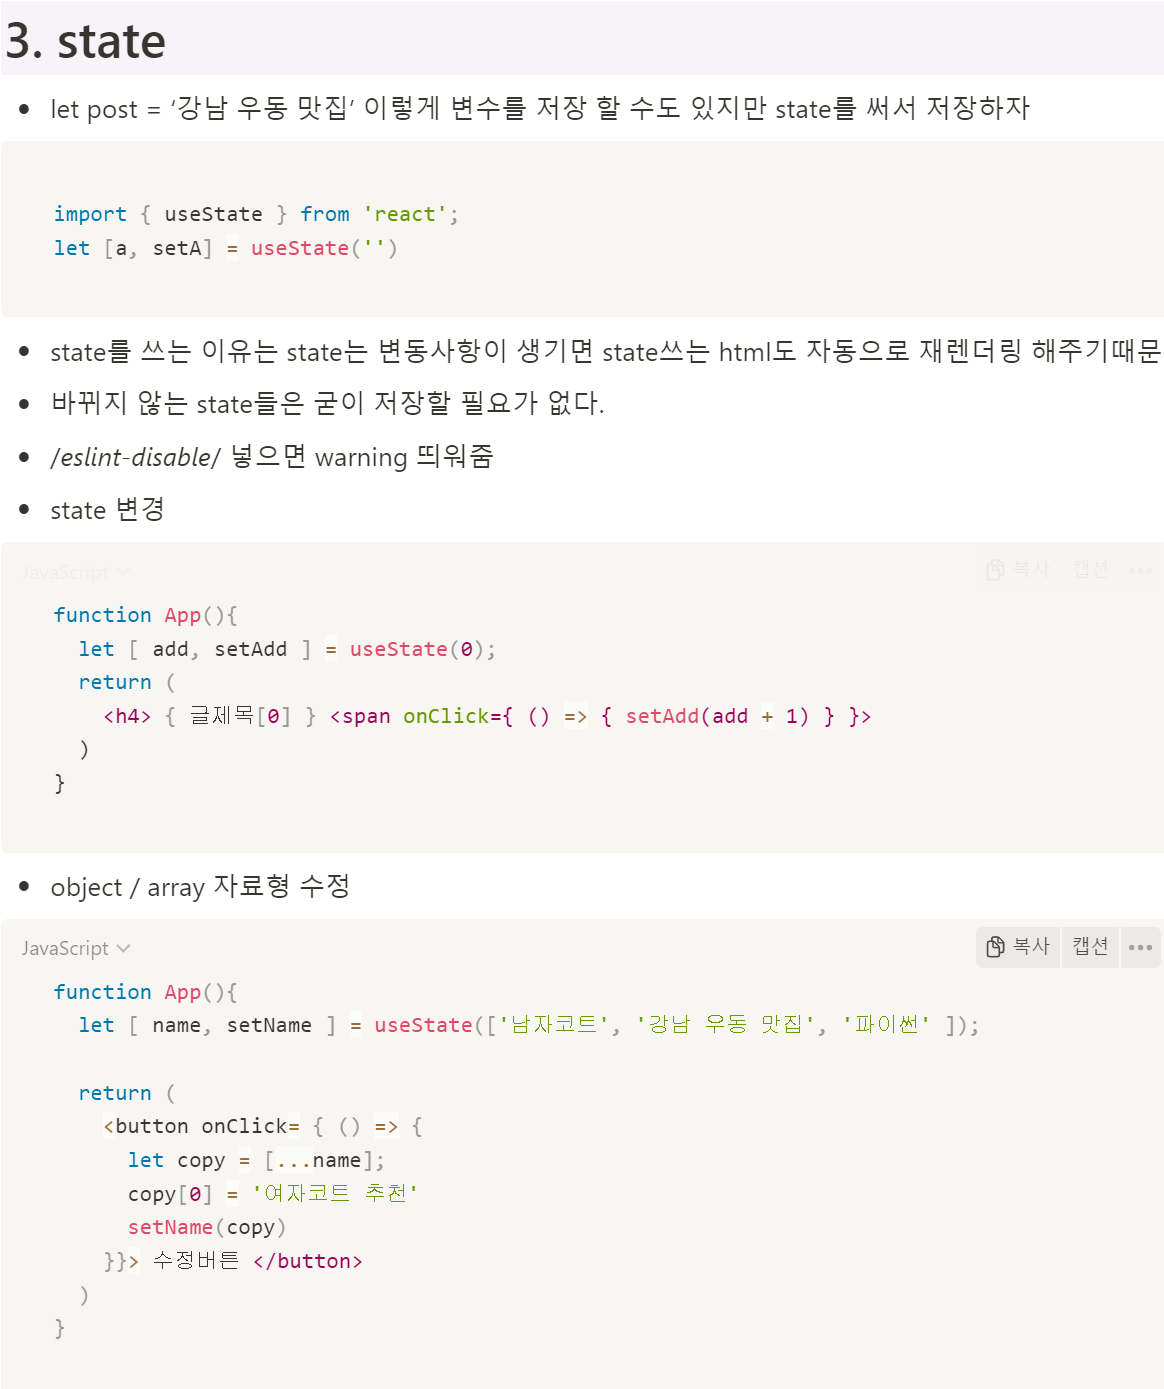 3. state
• let post = ‘강남 우동 맛집’ 이렇게 변수를 저장 할 수도 있지만 state를 써서 저장하자
import { useState } from 'react';
let [a, setA] = useState('')
• state를 쓰는 이유는 state는 변동사항이 생기면 state쓰는 html도 자동으로 재렌더링 해주기때문
• 바뀌지 않는 state들은 굳이 저장할 필요가 없다.
• /eslint-disable/ 넣으면 warning 띄워줌
• state 변경
JavaScript 복사 캡션 •••
function App(){
  let [ add, setAdd ] = useState(0);
  return (
    <h4> { 글제목[0] } <span onClick={ () => { setAdd(add + 1) } }>
  )
}
• object / array 자료형 수정
JavaScript 복사 캡션 •••
function App(){
  let [ name, setName ] = useState(['남자코트', '강남 우동 맛집', '파이썬' ]);
  return (
    <button onClick= { () => {
      let copy = [...name];
      copy[0] = '여자코트 추천'
      setName(copy)
    }}> 수정버튼 </button>
  )
}